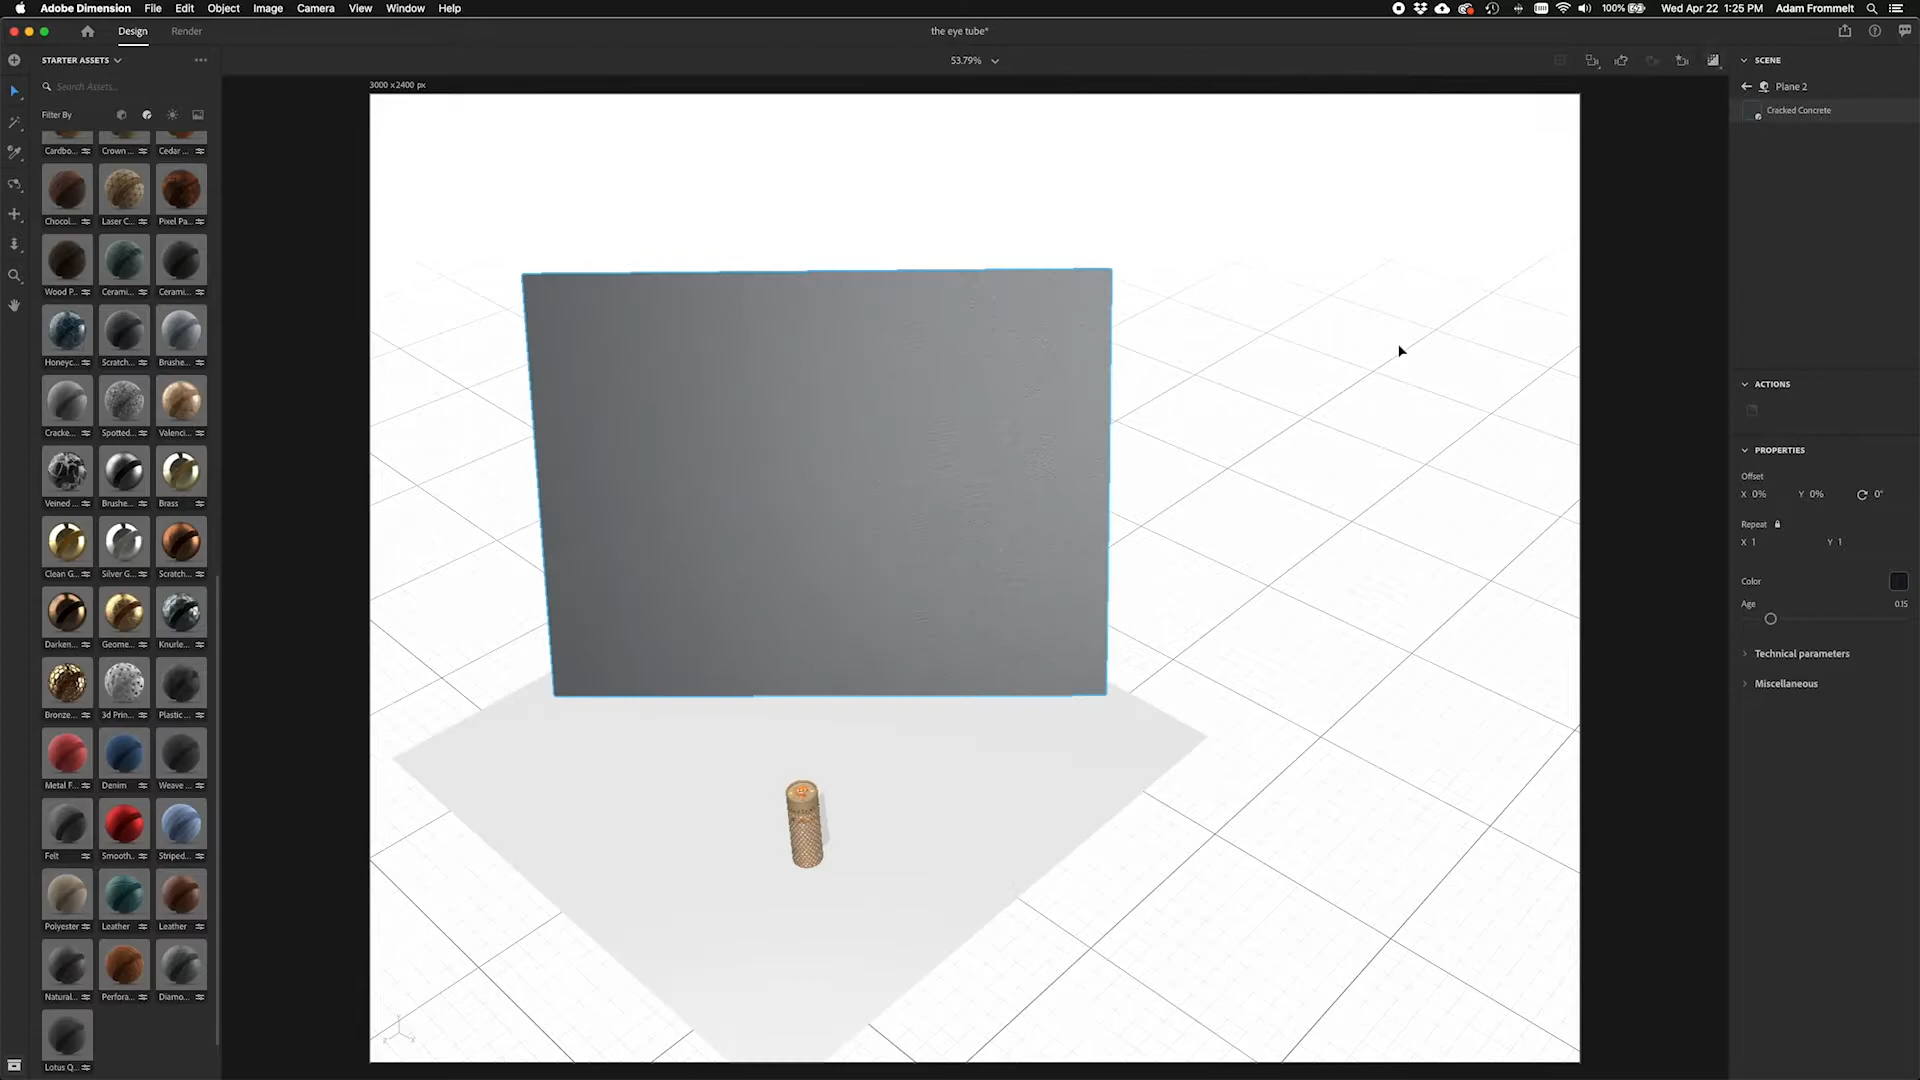 Adobe Dimension File Edit Object Image Camera View Window Help 100% Wed Apr 22 1:25 PM Adam Frommelt
Design Render the eye tube*
STARTER ASSETS 53.79% SCENE
Search Assets... 3000 x 2400 px Plane 2
Filter By Cracked Concrete
Cardbo... Crown ... Cedar ...
Chocol... Laser C... Pixel Pa...
Wood P... Cerami... Cerami...
Honeyc... Scratch... Brushe...
ACTIONS
Cracke... Spotted... Valenci...
PROPERTIES
Offset
X 0% Y 0% 0°
Veined ... Brushe... Brass
Repeat
X 1 Y 1
Clean G... Silver G... Scratch...
Color
Age 0.15
Darken... Geome... Knurle...
Technical parameters
Miscellaneous
Bronze... 3d Prin... Plastic ...
Metal F... Denim Weave ...
Felt Smooth... Striped...
Polyester Leather Leather
Natural... Perfora... Diamo...
Lotus Q...